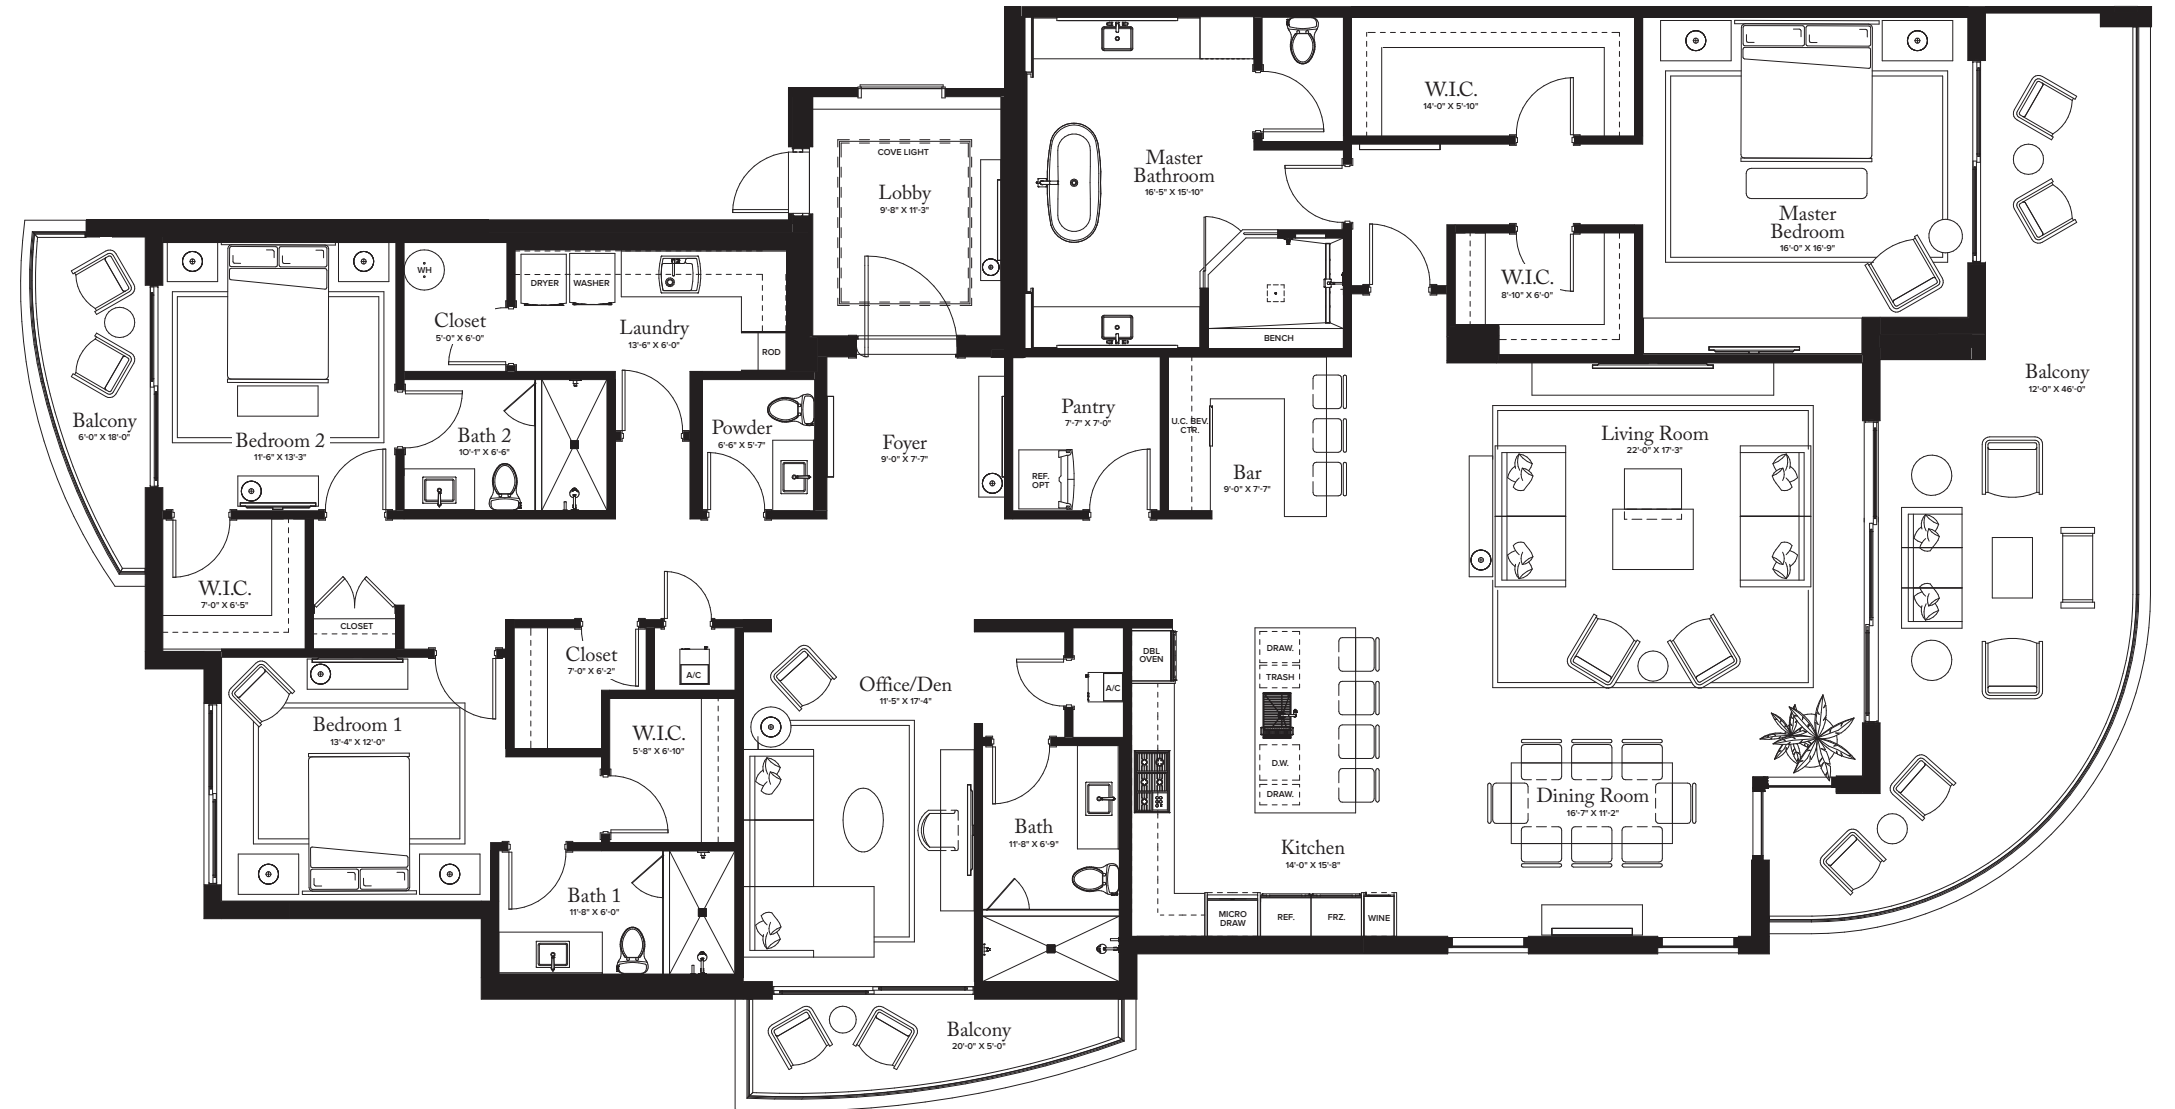 W.I.C.
14'-0" X 5'-10"
COVE LIGHT
Lobby
9'-8" X 11'-3"
Master
Bathroom
16'-5" X 15'-10"
Master
Bedroom
16'-0" X 16'-9"
W.I.C.
8'-10" X 6'-0"
WH
DRYER
WASHER
Closet
5'-0" X 6'-0"
Laundry
13'-6" X 6'-0"
ROD
BENCH
Balcony
12'-0" X 46'-0"
Balcony
6'-0" X 18'-0"
Bedroom 2
11'-6" X 13'-3"
Bath 2
10'-1" X 6'-6"
Powder
6'-6" X 5'-7"
Foyer
9'-0" X 7'-7"
Pantry
7'-7" X 7'-0"
REF.
OPT
U.C. BEV.
CTR.
Bar
9'-0" X 7'-7"
Living Room
22'-0" X 17'-3"
W.I.C.
7'-0" X 6'-5"
CLOSET
Closet
7'-0" X 6'-2"
A/C
Office/Den
11'-5" X 17'-4"
A/C
DBL
OVEN
DRAW.
TRASH
D.W.
DRAW.
Bedroom 1
13'-4" X 12'-0"
W.I.C.
5'-8" X 6'-10"
Dining Room
16'-7" X 11'-2"
Bath
11'-8" X 6'-9"
Kitchen
14'-0" X 15'-8"
Bath 1
11'-8" X 6'-0"
MICRO
DRAW
REF.
FRZ.
WINE
Balcony
20'-0" X 5'-0"